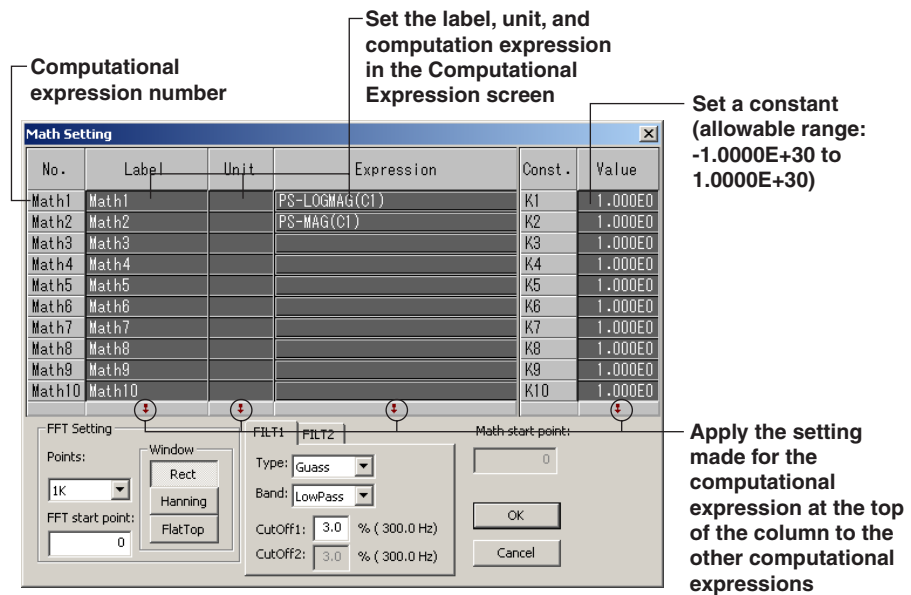 Set the label, unit, and
computation expression
in the Computational
Expression screen
Computational
expression number
Set a constant
(allowable range:
-1.0000E+30 to
1.0000E+30)
Math Setting
No. Label Unit Expression Const. Value
Math1 Math1 PS-LOGMAG(C1) K1 1.000E0
Math2 Math2 PS-MAG(C1) K2 1.000E0
Math3 Math3 K3 1.000E0
Math4 Math4 K4 1.000E0
Math5 Math5 K5 1.000E0
Math6 Math6 K6 1.000E0
Math7 Math7 K7 1.000E0
Math8 Math8 K8 1.000E0
Math9 Math9 K9 1.000E0
Math10 Math10 K10 1.000E0
FFT Setting
Points:
1K
FFT start point:
0
Window
Rect
Hanning
FlatTop
FILT1 FILT2
Type: Guass
Band: LowPass
CutOff1: 3.0 % ( 300.0 Hz)
CutOff2: 3.0 % ( 300.0 Hz)
Math start point:
0
OK
Cancel
Apply the setting
made for the
computational
expression at the top
of the column to the
other computational
expressions